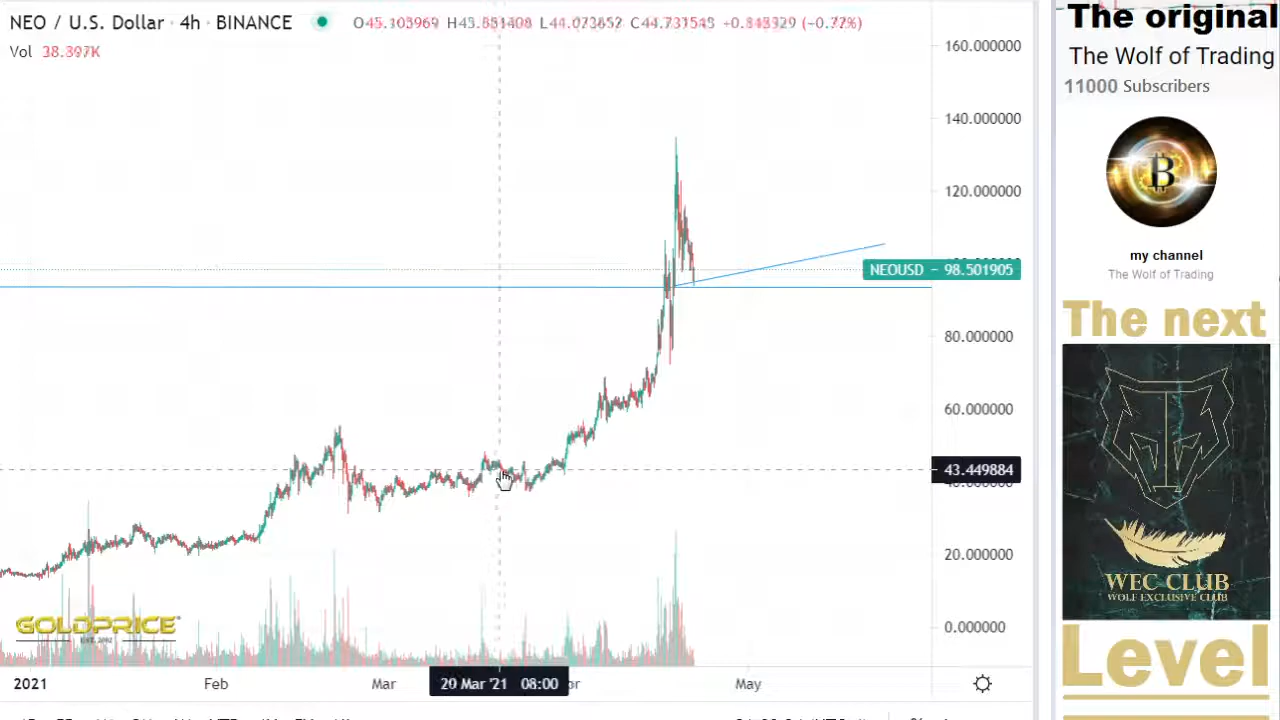 NEO / U.S. Dollar · 4h · BINANCE
Vol 38.397K
160.000000
140.000000
120.000000
NEOUSD – 98.501905
80.000000
60.000000
43.449884
20.000000
0.000000
GOLDPRICE
EST. 2002
2021 Feb Mar 20 Mar '21 08:00 May
The original
The Wolf of Trading
11000 Subscribers
B
my channel
The Wolf of Trading
The next
WEC CLUB
WOLF EXCLUSIVE CLUB
Level